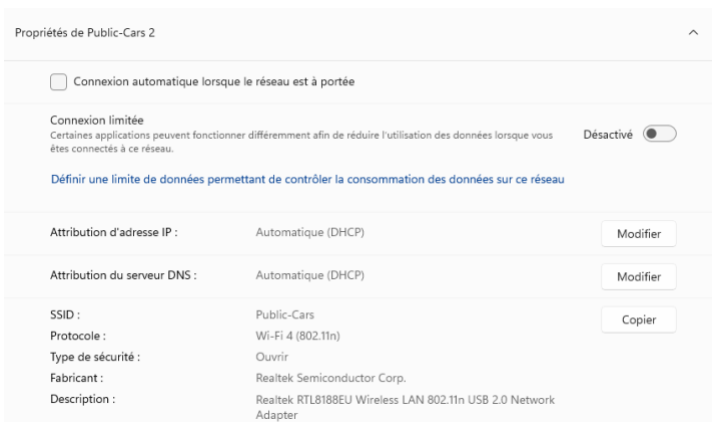 Propriétés de Public-Cars 2
Connexion automatique lorsque le réseau est à portée
Connexion limitée
Certaines applications peuvent fonctionner différemment afin de réduire l'utilisation des données lorsque vous
êtes connectés à ce réseau.
Désactivé
Définir une limite de données permettant de contrôler la consommation des données sur ce réseau
Attribution d'adresse IP : Automatique (DHCP) Modifier
Attribution du serveur DNS : Automatique (DHCP) Modifier
SSID : Public-Cars Copier
Protocole : Wi-Fi 4 (802.11n)
Type de sécurité : Ouvrir
Fabricant : Realtek Semiconductor Corp.
Description : Realtek RTL8188EU Wireless LAN 802.11n USB 2.0 Network
Adapter